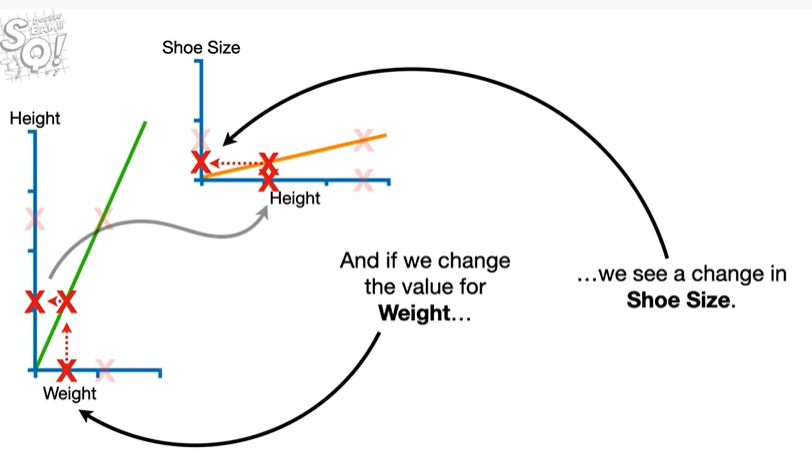 Shoe Size
Height
Height
And if we change
the value for
Weight...
...we see a change in
Shoe Size.
Weight
SQ!